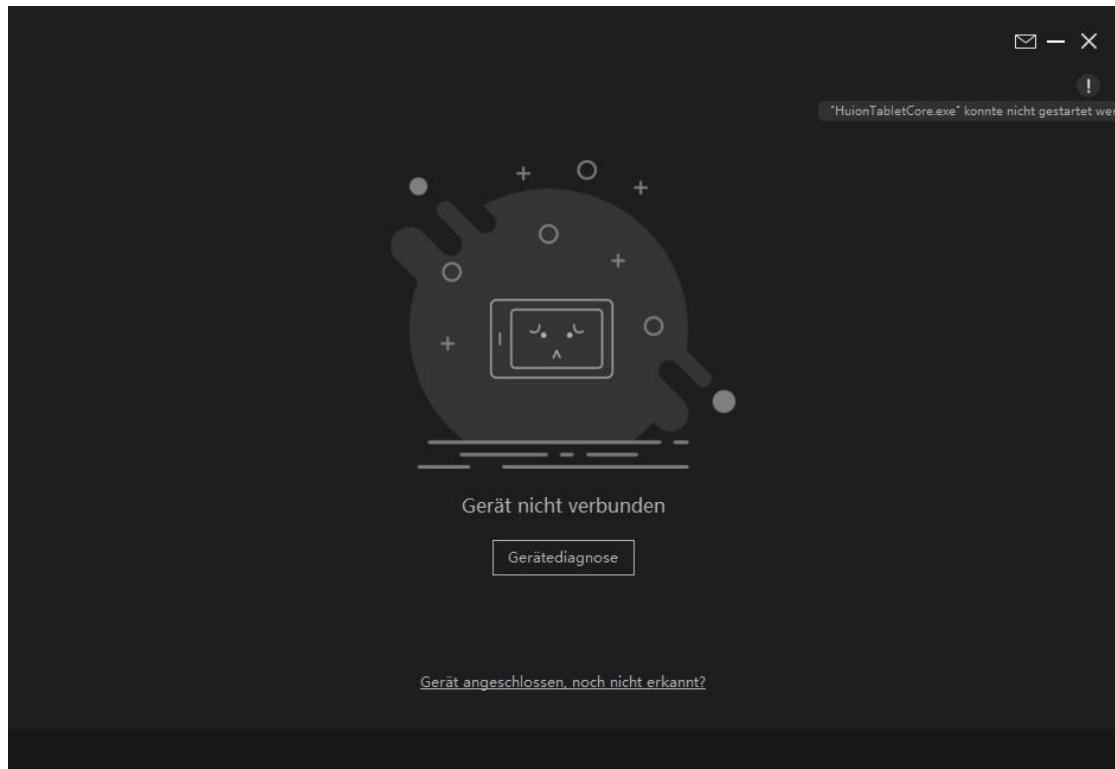 !
"HuionTabletCore.exe" konnte nicht gestartet wer
Gerät nicht verbunden
Gerätediagnose
Gerät angeschlossen, noch nicht erkannt?